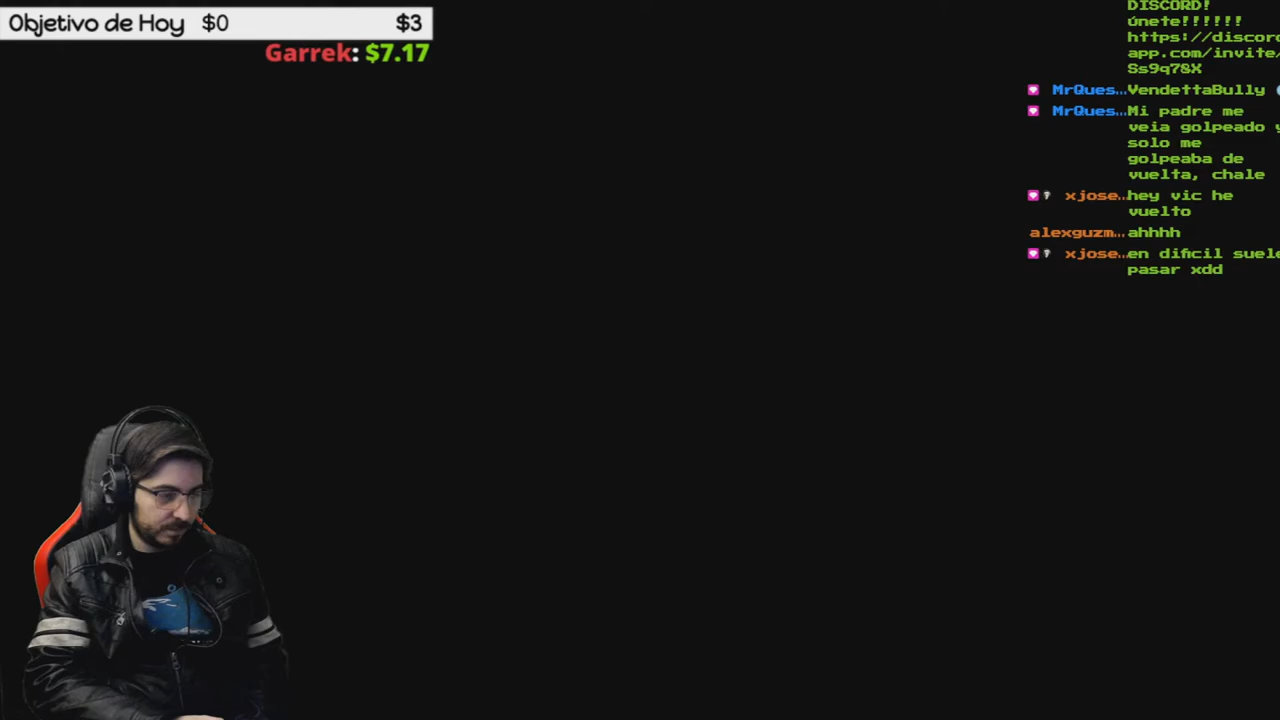 Objetivo de Hoy $0 $3
Garrek: $7.17
DISCORD!
únete!!!!!!
https://discor
app.com/invite/
Ss9q78X
MrQues… VendettaBully
MrQues… Mi padre me
veia golpeado y
solo me
golpeaba de
vuelta, chale
xjose… hey vic he
vuelto
alexguzm… ahhhh
xjose… en dificil suele
pasar xdd